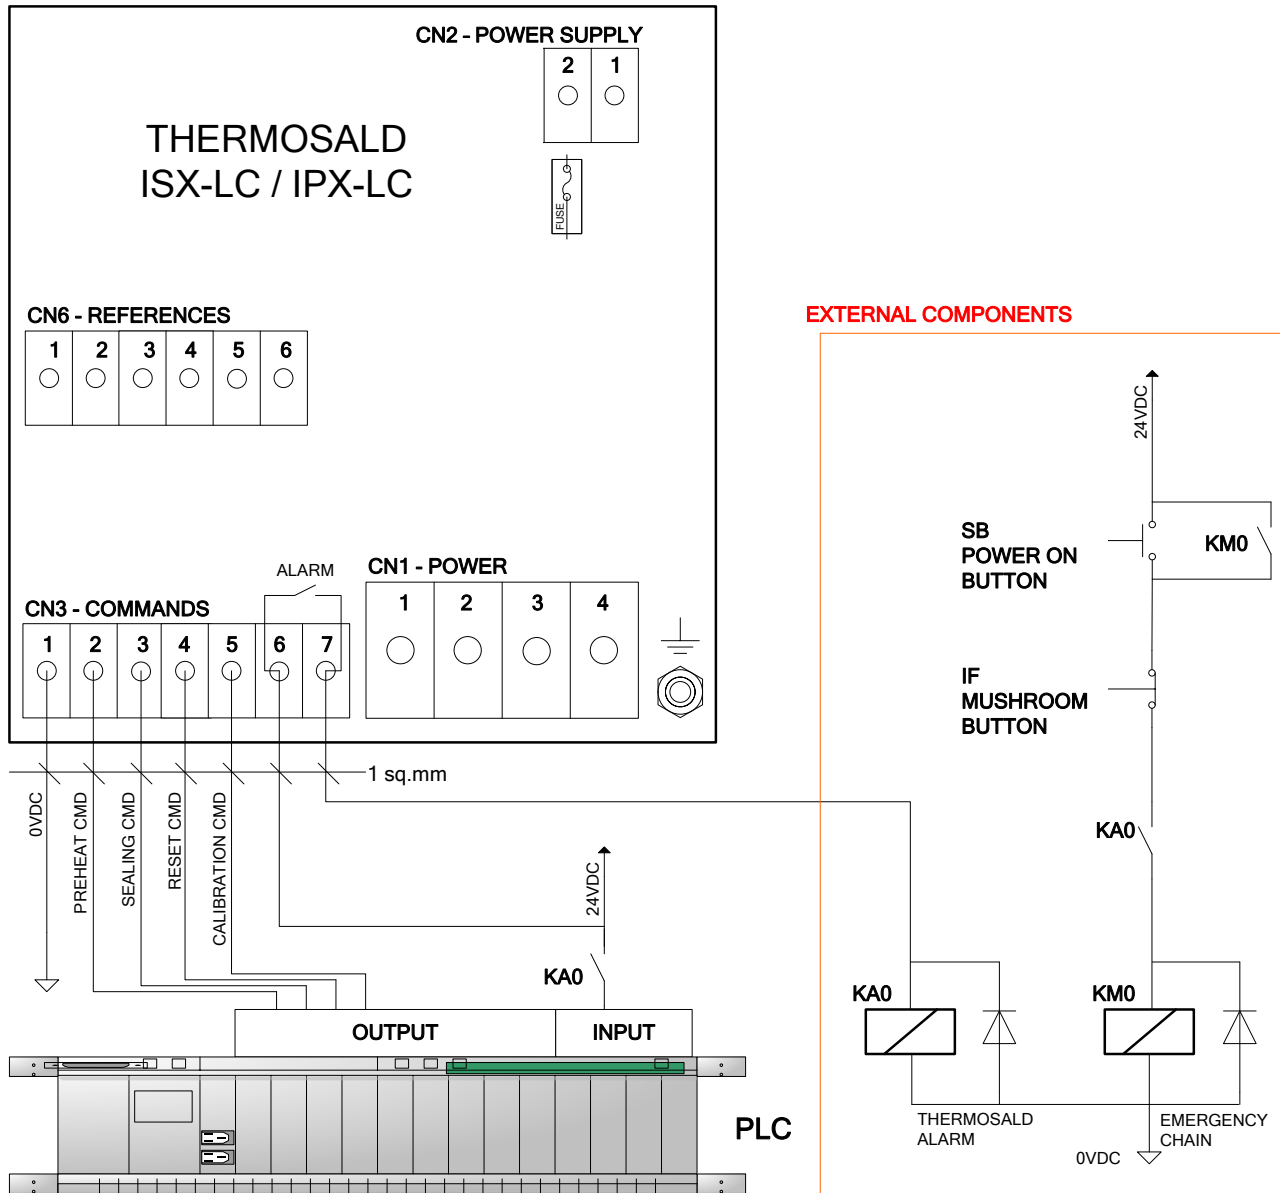 CN2 - POWER SUPPLY
2 1
THERMOSALD
ISX-LC / IPX-LC
FUSE
CN6 - REFERENCES
1 2 3 4 5 6
EXTERNAL COMPONENTS
24VDC
SB
POWER ON
BUTTON
KM0
IF
MUSHROOM
BUTTON
KA0
ALARM
CN1 - POWER
1 2 3 4
CN3 - COMMANDS
1 2 3 4 5 6 7
1 sq.mm
0VDC
PREHEAT CMD
SEALING CMD
RESET CMD
CALIBRATION CMD
24VDC
KA0
OUTPUT
INPUT
KA0
KM0
PLC
THERMOSALD
ALARM
EMERGENCY
CHAIN
0VDC